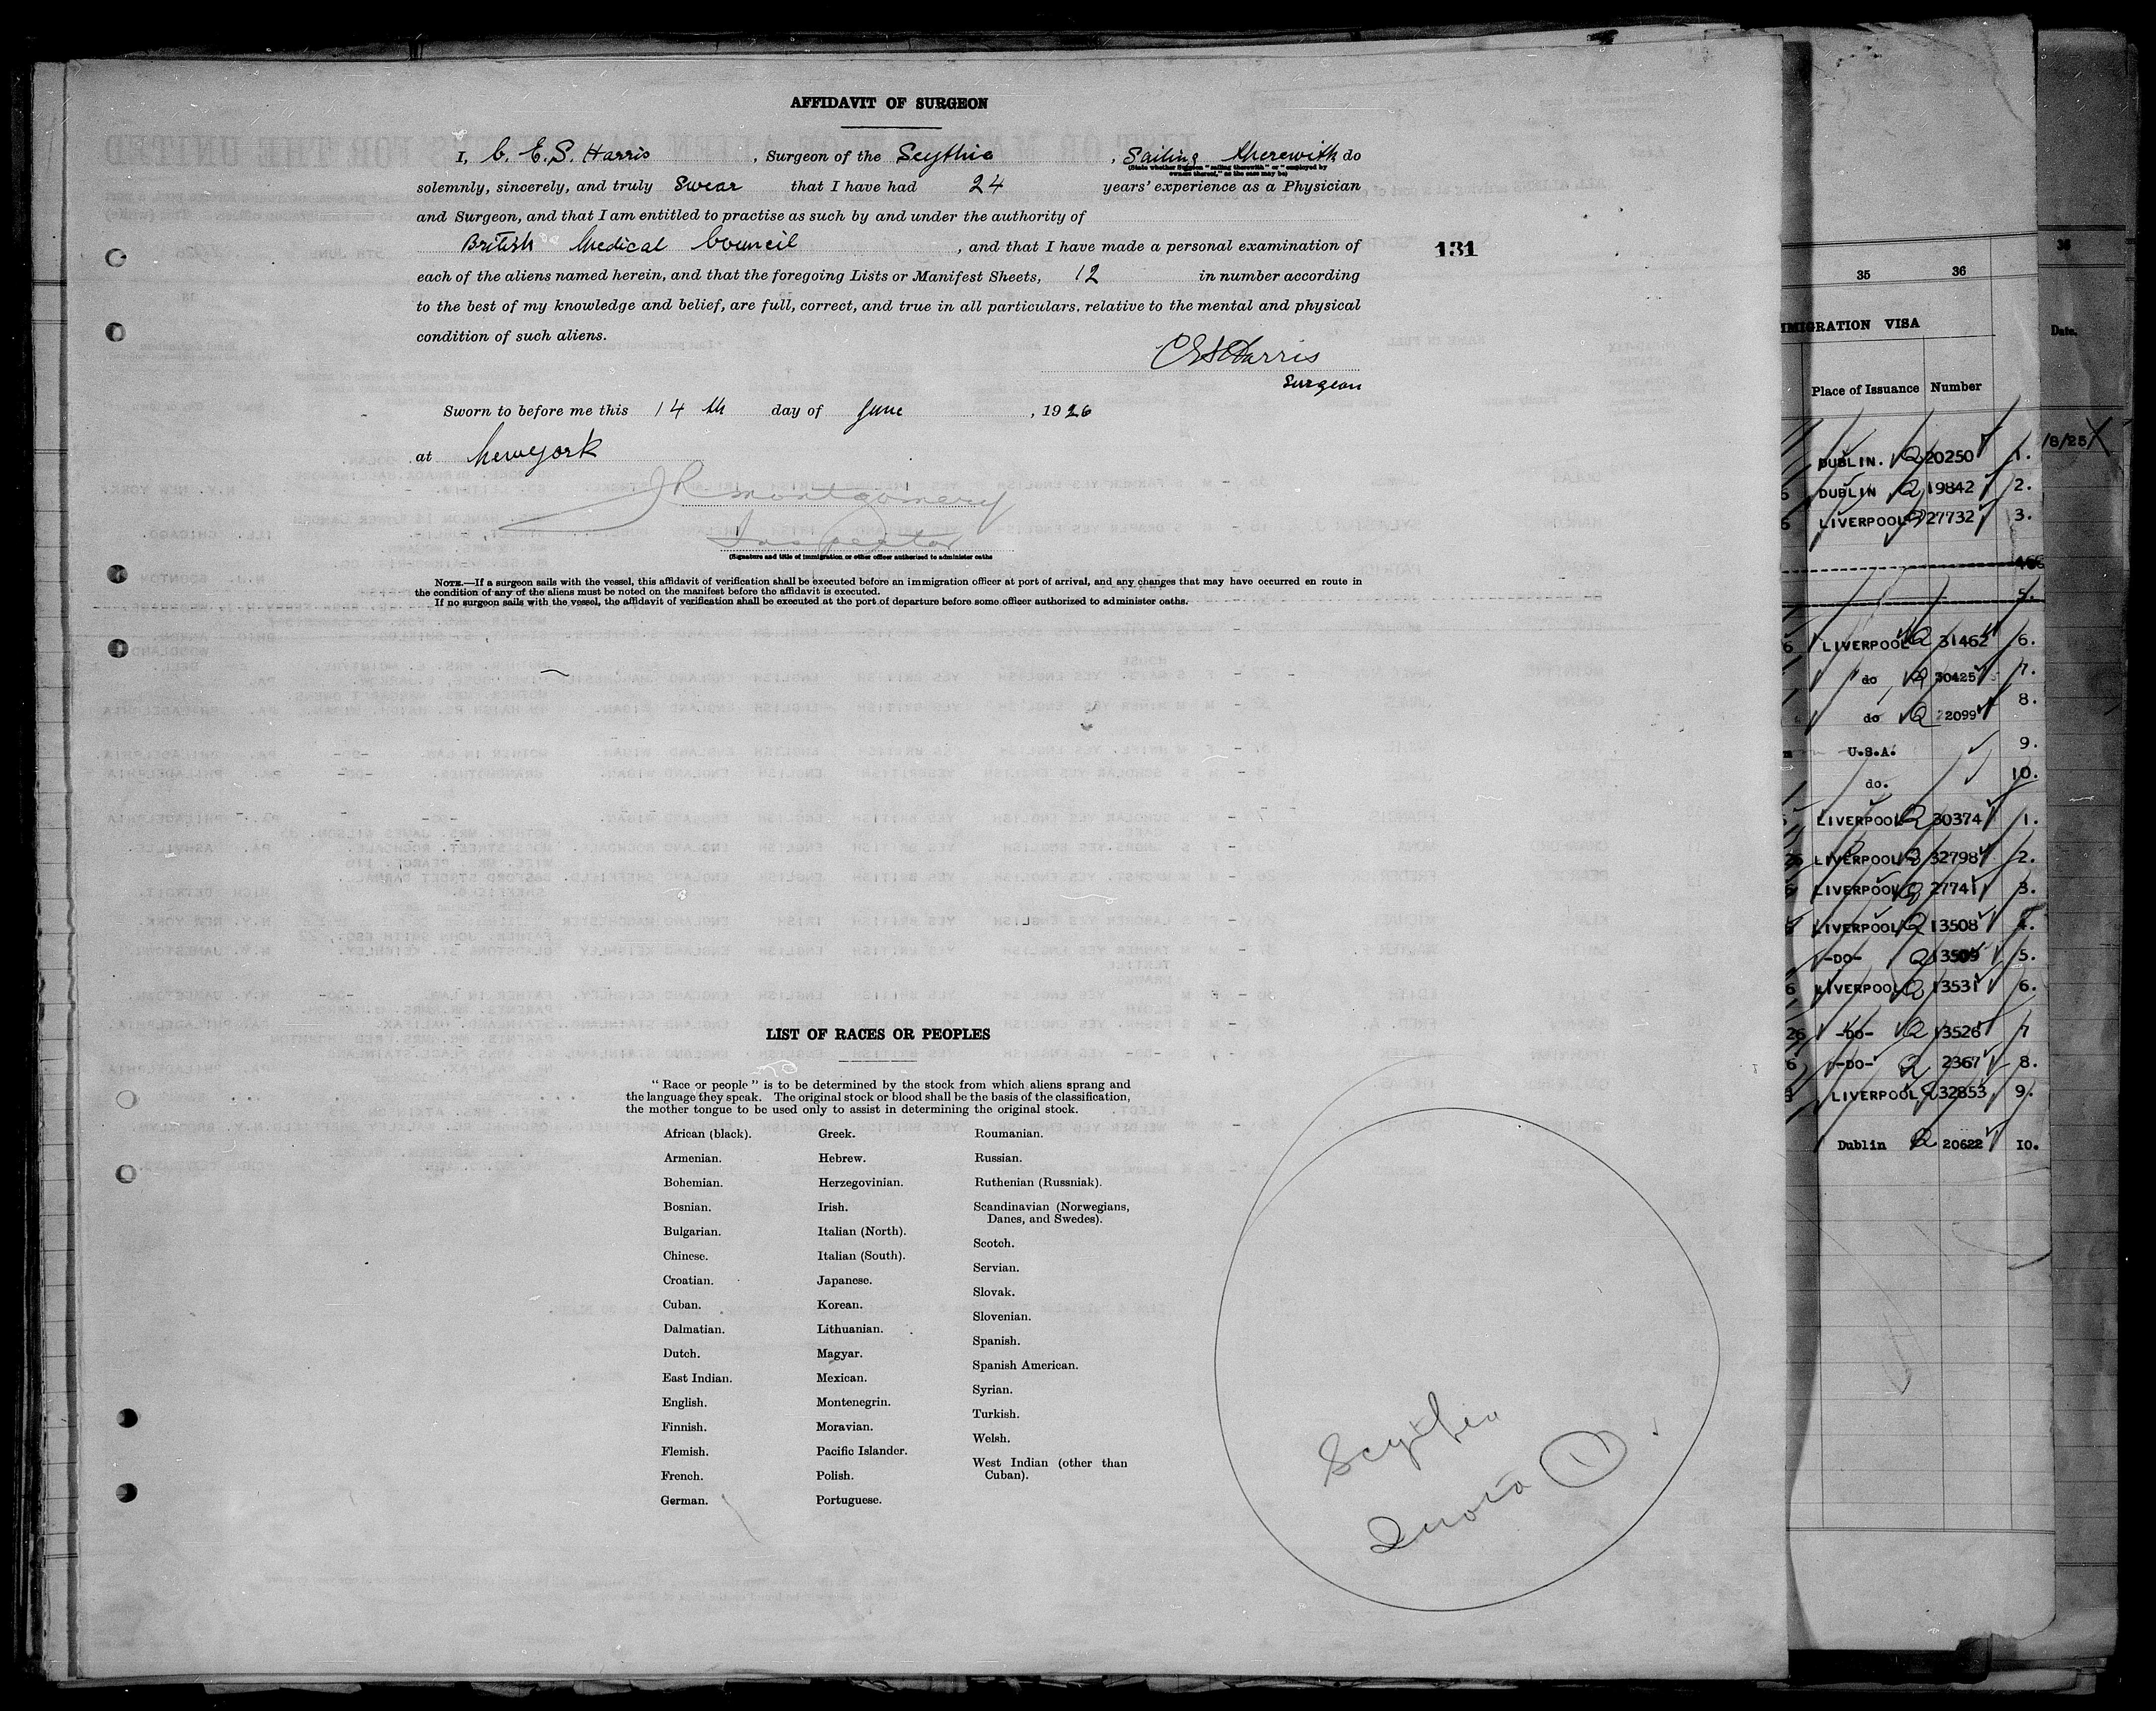 AFFIDAVIT OF SURGEON
I, C. E. S. Harris , Surgeon of the Scythia , Sailing therewith do
(State whether Surgeon "sailing therewith" or "employed by
owners thereof," as the case may be)
solemnly, sincerely, and truly Swear that I have had 24 years' experience as a Physician
and Surgeon, and that I am entitled to practise as such by and under the authority of
British Medical Council , and that I have made a personal examination of
131
each of the aliens named herein, and that the foregoing Lists or Manifest Sheets, 12 in number according
to the best of my knowledge and belief, are full, correct, and true in all particulars, relative to the mental and physical
condition of such aliens.
C E S Harris
Surgeon
Sworn to before me this 14 th day of June , 1926
at New York
J R Montgomery
Inspector
(Signature and title of immigration or other officer authorized to administer oaths
NOTE.—If a surgeon sails with the vessel, this affidavit of verification shall be executed before an immigration officer at port of arrival, and any changes that may have occurred en route in
the condition of any of the aliens must be noted on the manifest before the affidavit is executed.
If no surgeon sails with the vessel, the affidavit of verification shall be executed at the port of departure before some officer authorized to administer oaths.
LIST OF RACES OR PEOPLES
"Race or people" is to be determined by the stock from which aliens sprang and
the language they speak. The original stock or blood shall be the basis of the classification,
the mother tongue to be used only to assist in determining the original stock.
African (black).
Armenian.
Bohemian.
Bosnian.
Bulgarian.
Chinese.
Croatian.
Cuban.
Dalmatian.
Dutch.
East Indian.
English.
Finnish.
Flemish.
French.
German.
Greek.
Hebrew.
Herzegovinian.
Irish.
Italian (North).
Italian (South).
Japanese.
Korean.
Lithuanian.
Magyar.
Mexican.
Montenegrin.
Moravian.
Pacific Islander.
Polish.
Portuguese.
Roumanian.
Russian.
Ruthenian (Russniak).
Scandinavian (Norwegians,
Danes, and Swedes).
Scotch.
Servian.
Slovak.
Slovenian.
Spanish.
Spanish American.
Syrian.
Turkish.
Welsh.
West Indian (other than
Cuban).
Scythia
Quota 1
35 36
IMMIGRATION VISA
Place of Issuance Number
DUBLIN. Q 20250 1.
DUBLIN Q 19842 2.
LIVERPOOL Q 27732 3.
5.
LIVERPOOL Q 31462 6.
do Q 30425 7.
do Q 22099 8.
U.S.A. 9.
do. 10.
LIVERPOOL Q 30374 1.
LIVERPOOL Q 32798 2.
LIVERPOOL Q 27741 3.
LIVERPOOL Q 13508 4.
-DO- Q 13509 5.
LIVERPOOL Q 13531 6.
-DO- Q 13526 7
-DO- Q 2367 8.
LIVERPOOL Q 32853 9.
Dublin Q 20622 10.
36
Date.
/8/25